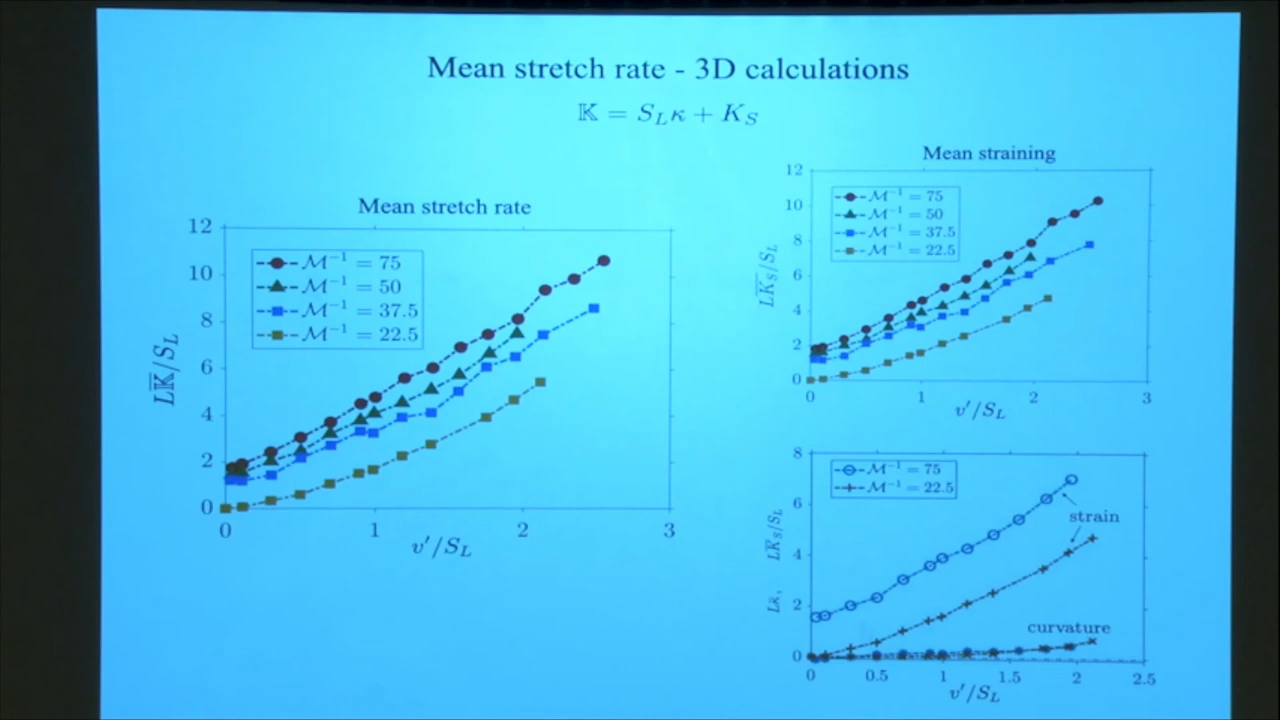 Mean stretch rate - 3D calculations
𝕂 = S_L κ + K_S
Mean stretch rate
12
10
8
6
4
2
0
0 1 2 3
L𝕂̅/S_L
v′/S_L
ℳ⁻¹ = 75
ℳ⁻¹ = 50
ℳ⁻¹ = 37.5
ℳ⁻¹ = 22.5
Mean straining
12
10
8
6
4
2
0
0 1 2 3
LK̅_S/S_L
v′/S_L
ℳ⁻¹ = 75
ℳ⁻¹ = 50
ℳ⁻¹ = 37.5
ℳ⁻¹ = 22.5
8
6
4
2
0
0 0.5 1 1.5 2 2.5
Lκ̅, LK̅_S/S_L
v′/S_L
ℳ⁻¹ = 75
ℳ⁻¹ = 22.5
strain
curvature